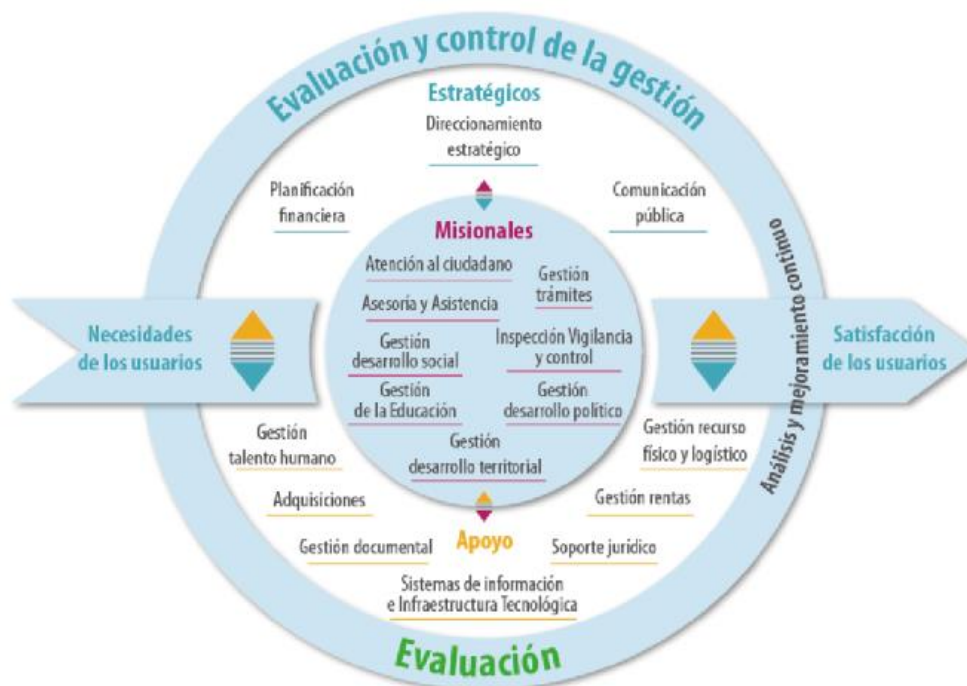 Evaluación y control de la gestión
Estratégicos
Direccionamiento
estratégico
Planificación
financiera
Comunicación
pública
Misionales
Atención al ciudadano
Gestión
trámites
Asesoría y Asistencia
Gestión
desarrollo social
Inspección Vigilancia
y control
Gestión
de la Educación
Gestión
desarrollo político
Gestión
desarrollo territorial
Necesidades
de los usuarios
Satisfacción
de los usuarios
Análisis y mejoramiento continuo
Gestión
talento humano
Gestión recurso
físico y logístico
Adquisiciones
Gestión rentas
Gestión documental
Apoyo
Soporte jurídico
Sistemas de información
e Infraestructura Tecnológica
Evaluación